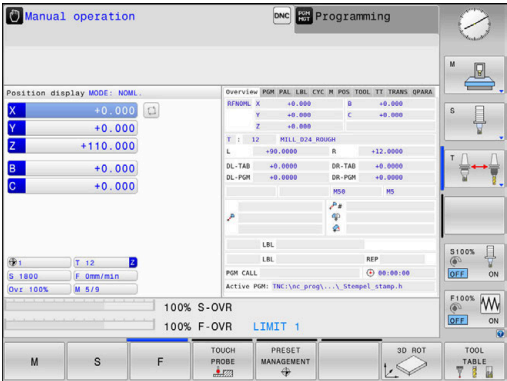 Manual operation
DNC
PGM MGT
Programming
Position display MODE: NOML.
X +0.000
Y +0.000
Z +110.000
B +0.000
C +0.000
1 T 12 Z
S 1800 F 0mm/min
Ovr 100% M 5/9
Overview PGM PAL LBL CYC M POS TOOL TT TRANS QPARA
RFNOML X +0.000 B +0.000
Y +0.000 C +0.000
Z +0.000
T : 12 MILL_D24_ROUGH
L +90.0000 R +12.0000
DL-TAB +0.0000 DR-TAB +0.0000
DL-PGM +0.0000 DR-PGM +0.0000
M50 M5
P#
LBL
LBL REP
PGM CALL 00:00:00
Active PGM: TNC:\nc_prog\...\_Stempel_stamp.h
100% S-OVR
100% F-OVR LIMIT 1
M
S
T
S100%
OFF ON
F100%
OFF ON
M
S
F
TOUCH PROBE
PRESET MANAGEMENT
3D ROT
TOOL TABLE